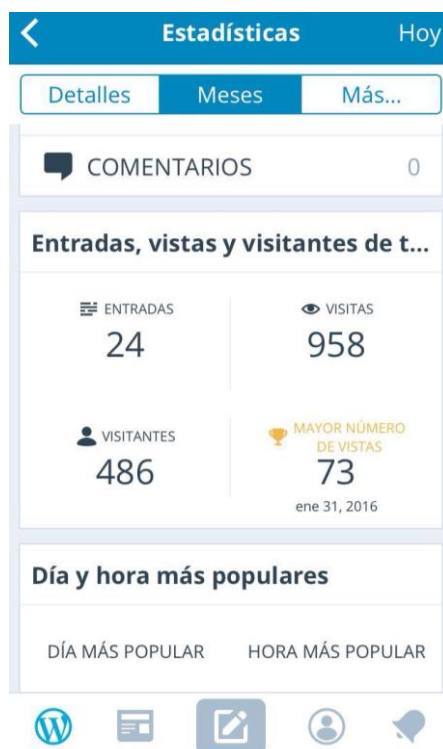 Estadísticas Hoy
Detalles Meses Más...
COMENTARIOS 0
Entradas, vistas y visitantes de t...
ENTRADAS VISITAS
24 958
VISITANTES MAYOR NÚMERO
DE VISTAS
486 73
ene 31, 2016
Día y hora más populares
DÍA MÁS POPULAR HORA MÁS POPULAR